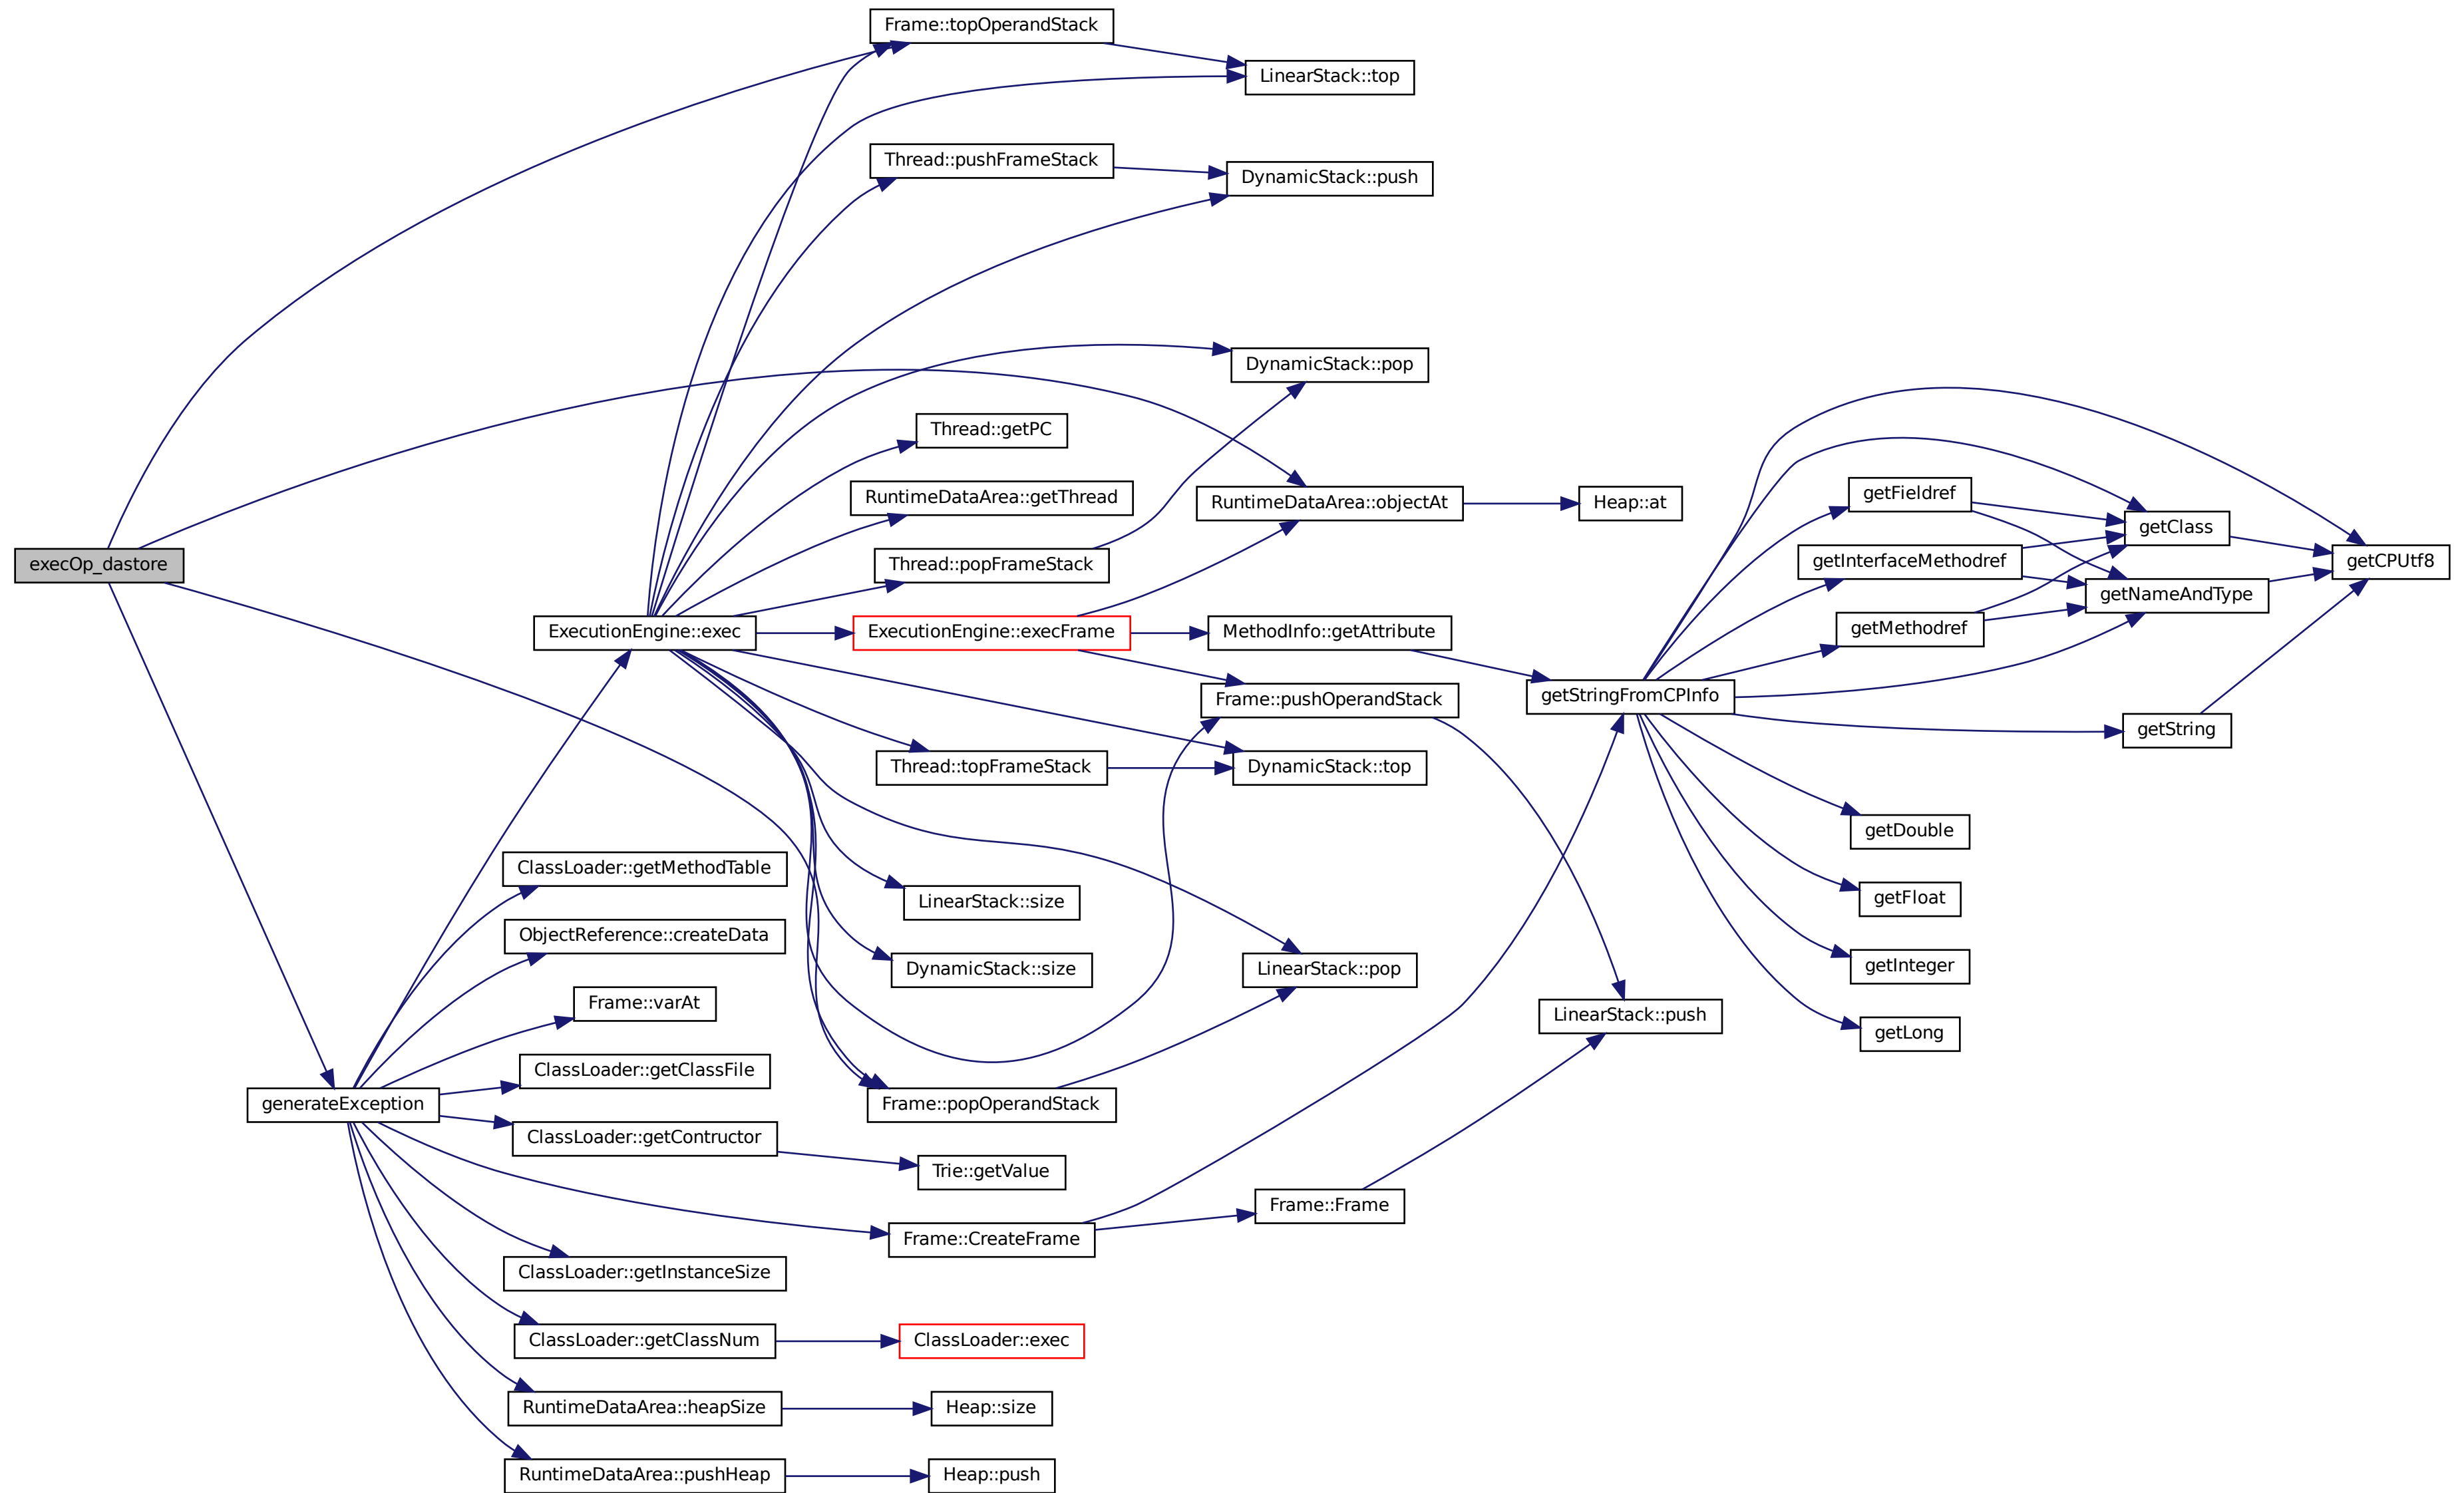 Frame::topOperandStack
LinearStack::top
Thread::pushFrameStack
DynamicStack::push
DynamicStack::pop
Thread::getPC
RuntimeDataArea::getThread
RuntimeDataArea::objectAt
Heap::at
getFieldref
getClass
execOp_dastore
Thread::popFrameStack
getInterfaceMethodref
getCPUtf8
getNameAndType
ExecutionEngine::exec
ExecutionEngine::execFrame
MethodInfo::getAttribute
getMethodref
Frame::pushOperandStack
getStringFromCPInfo
getString
Thread::topFrameStack
DynamicStack::top
getDouble
ClassLoader::getMethodTable
LinearStack::size
getFloat
ObjectReference::createData
DynamicStack::size
LinearStack::pop
getInteger
Frame::varAt
LinearStack::push
getLong
ClassLoader::getClassFile
generateException
Frame::popOperandStack
ClassLoader::getContructor
Trie::getValue
Frame::Frame
Frame::CreateFrame
ClassLoader::getInstanceSize
ClassLoader::getClassNum
ClassLoader::exec
RuntimeDataArea::heapSize
Heap::size
RuntimeDataArea::pushHeap
Heap::push